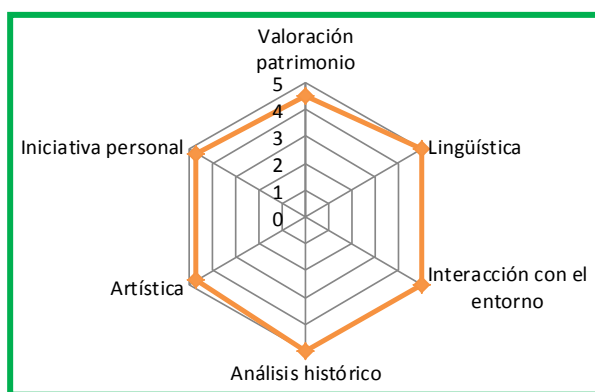 Valoración
patrimonio
5
4
3
2
1
0
Iniciativa personal
Lingüística
Artística
Interacción con el
entorno
Análisis histórico